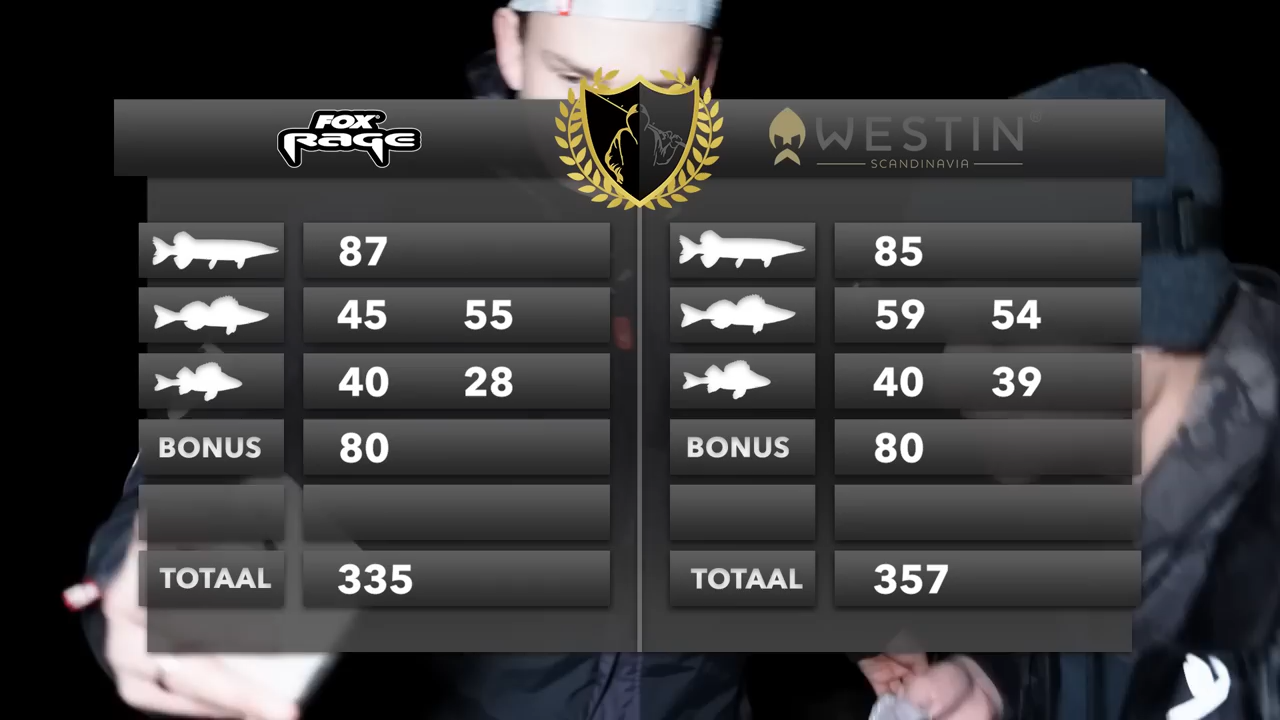 FOX®
RAGE
WESTIN®
SCANDINAVIA
87
45 55
40 28
BONUS 80
TOTAAL 335
85
59 54
40 39
BONUS 80
TOTAAL 357